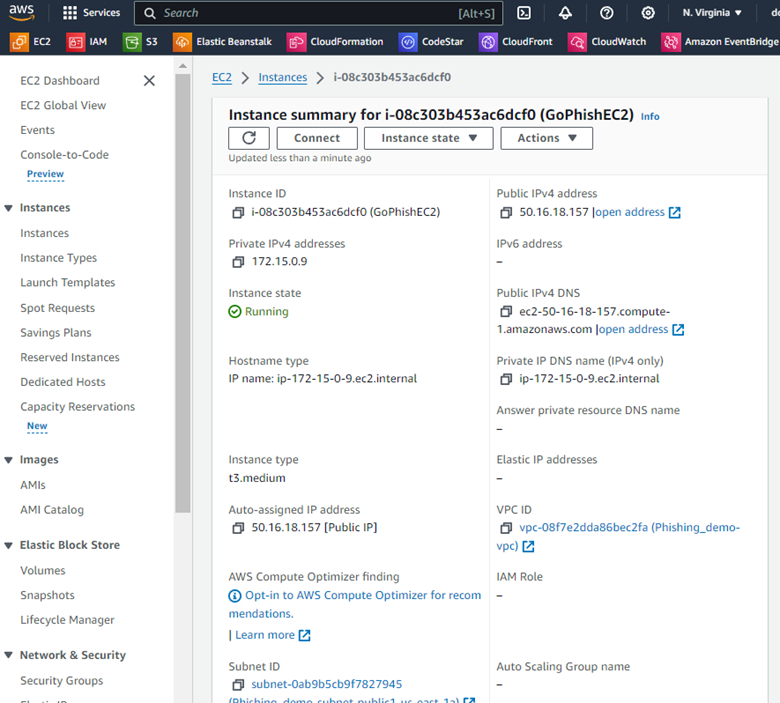 aws
Services
Search
[Alt+S]
N. Virginia
EC2
IAM
S3
Elastic Beanstalk
CloudFormation
CodeStar
CloudFront
CloudWatch
Amazon EventBridge
EC2 Dashboard
EC2 Global View
Events
Console-to-Code
Preview
Instances
Instances
Instance Types
Launch Templates
Spot Requests
Savings Plans
Reserved Instances
Dedicated Hosts
Capacity Reservations
New
Images
AMIs
AMI Catalog
Elastic Block Store
Volumes
Snapshots
Lifecycle Manager
Network & Security
Security Groups
EC2 > Instances > i-08c303b453ac6dcf0
Instance summary for i-08c303b453ac6dcf0 (GoPhishEC2) Info
Connect
Instance state
Actions
Updated less than a minute ago
Instance ID
i-08c303b453ac6dcf0 (GoPhishEC2)
Private IPv4 addresses
172.15.0.9
Instance state
Running
Hostname type
IP name: ip-172-15-0-9.ec2.internal
Instance type
t3.medium
Auto-assigned IP address
50.16.18.157 [Public IP]
AWS Compute Optimizer finding
Opt-in to AWS Compute Optimizer for recom
mendations.
| Learn more
Subnet ID
subnet-0ab9b5cb9f7827945
(Phishing_demo-subnet-public1-us-east-1a)
Public IPv4 address
50.16.18.157 |open address
IPv6 address
–
Public IPv4 DNS
ec2-50-16-18-157.compute-
1.amazonaws.com |open address
Private IP DNS name (IPv4 only)
ip-172-15-0-9.ec2.internal
Answer private resource DNS name
–
Elastic IP addresses
–
VPC ID
vpc-08f7e2dda86bec2fa (Phishing_demo-
vpc)
IAM Role
–
Auto Scaling Group name
–